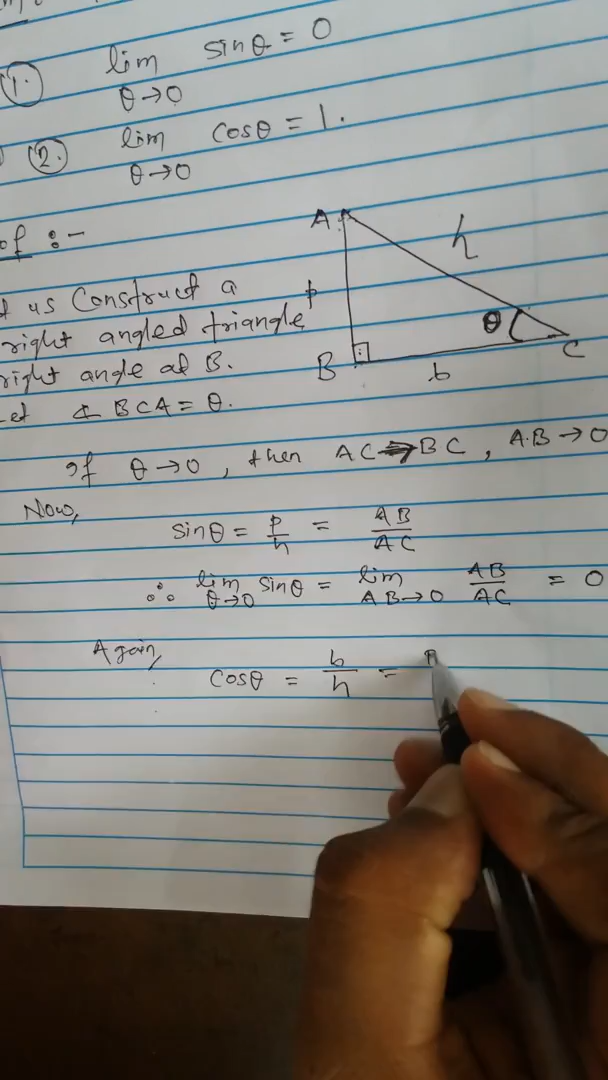 1. lim sinθ = 0
θ→0
2. lim cosθ = 1.
θ→0
of :-
us Construct a
right angled triangle
right angle at B.
∡ BCA = θ.
A
h
p
θ
B
b
C
If θ→0, then AC→BC, AB→0
Now,
sinθ = p/h = AB/AC
∴ lim θ→0 sinθ = lim AB→0 AB/AC = 0
Again,
cosθ = b/h =